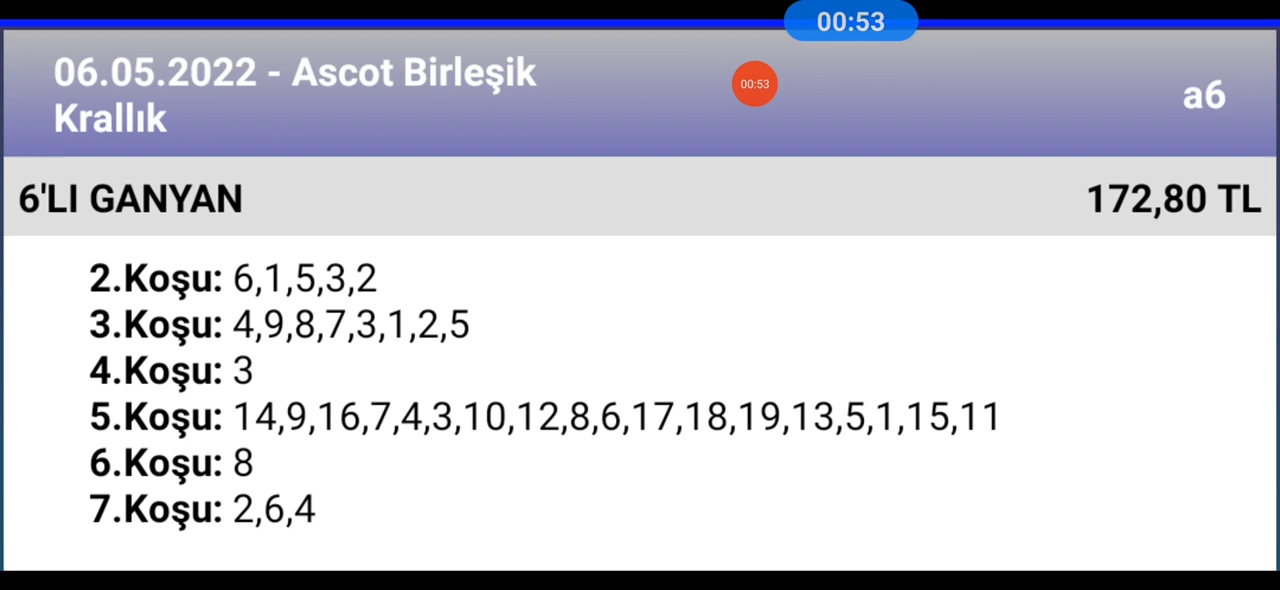 00:53
06.05.2022 - Ascot Birleşik
Krallık
00:53
a6
6'LI GANYAN
172,80 TL
2.Koşu: 6,1,5,3,2
3.Koşu: 4,9,8,7,3,1,2,5
4.Koşu: 3
5.Koşu: 14,9,16,7,4,3,10,12,8,6,17,18,19,13,5,1,15,11
6.Koşu: 8
7.Koşu: 2,6,4